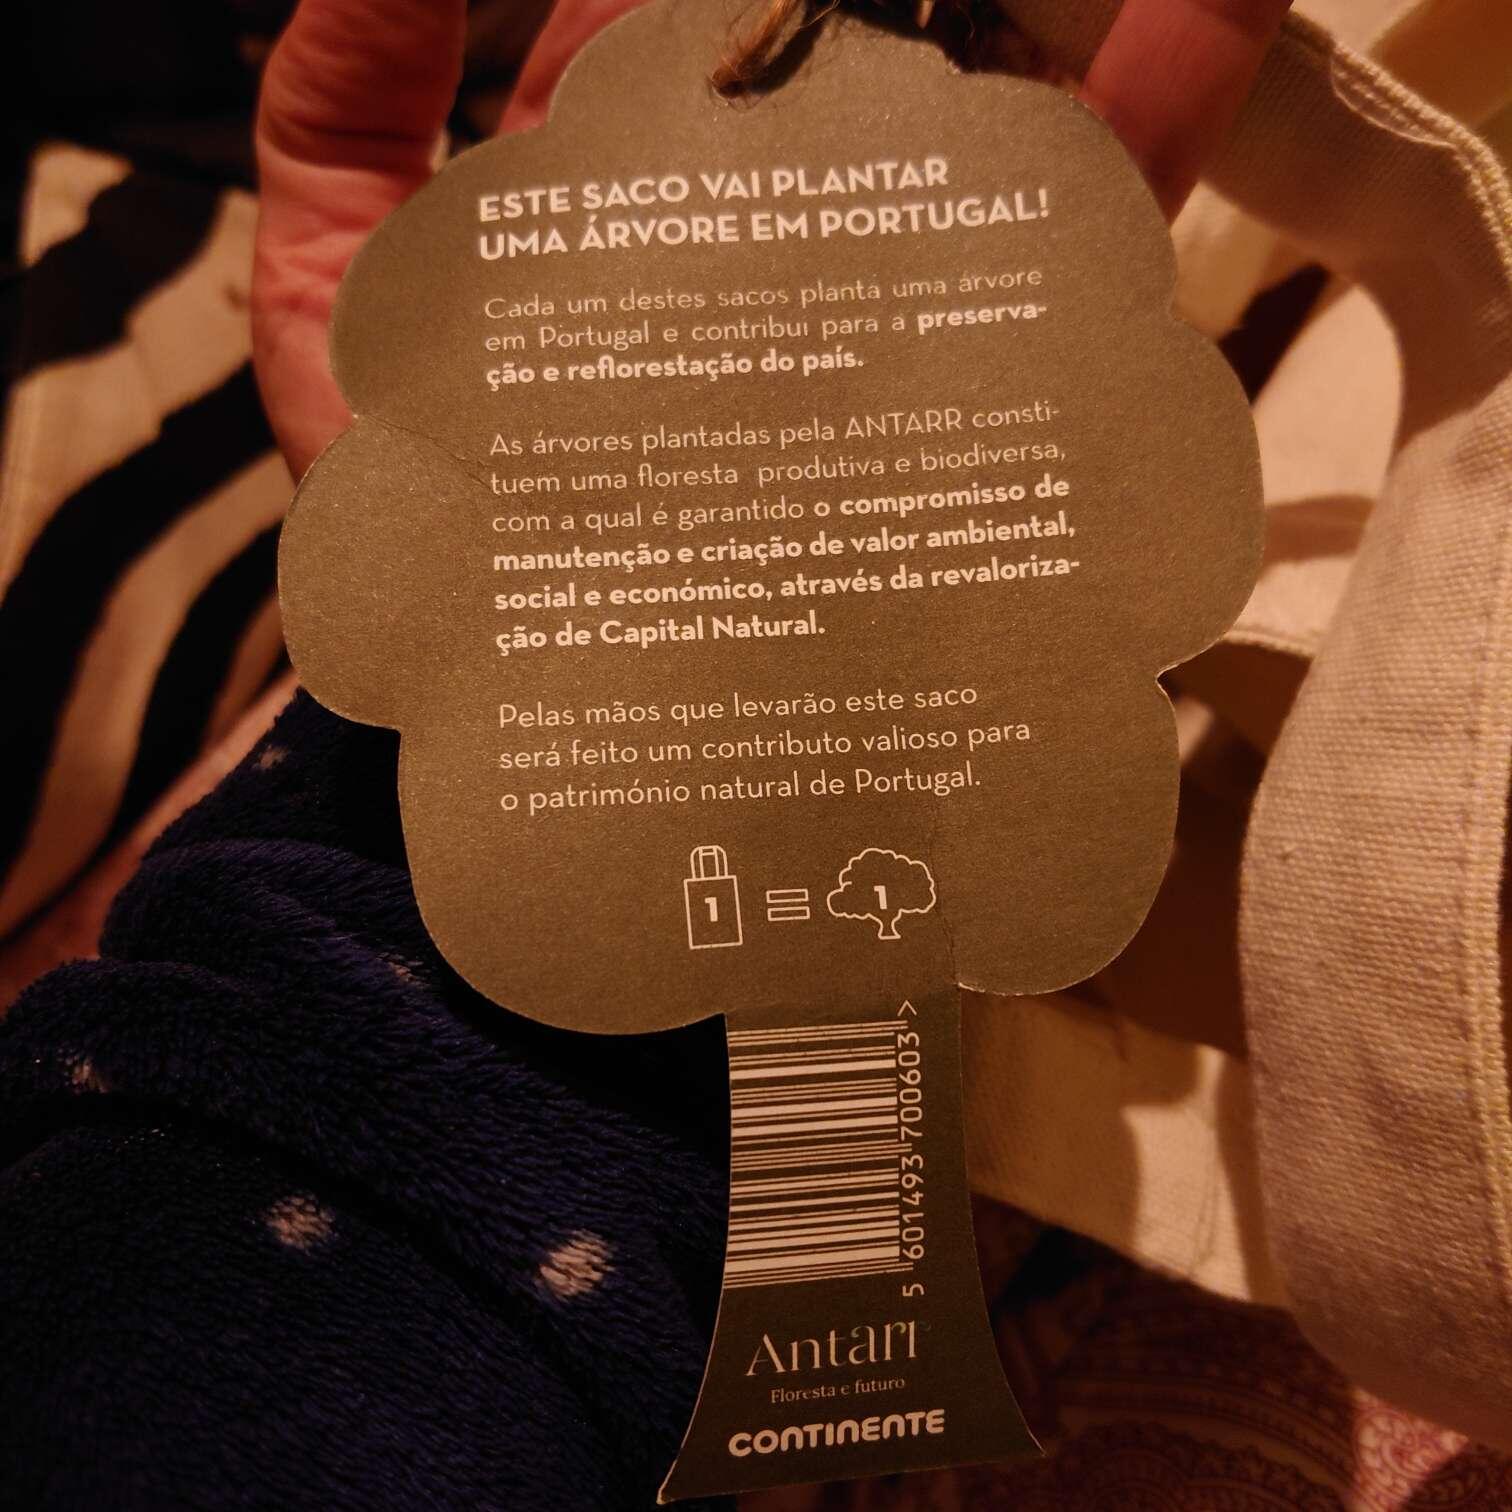 ESTE SACO VAI PLANTAR
UMA ÁRVORE EM PORTUGAL!
Cada um destes sacos planta uma árvore
em Portugal e contribui para a preserva-
ção e reflorestação do país.
As árvores plantadas pela ANTARR consti-
tuem uma floresta produtiva e biodiversa,
com a qual é garantido o compromisso de
manutenção e criação de valor ambiental,
social e económico, através da revaloriza-
ção de Capital Natural.
Pelas mãos que levarão este saco
será feito um contributo valioso para
o património natural de Portugal.
1 = 1
5 601493 700603 >
Antarr
Floresta e futuro
CONTINENTE